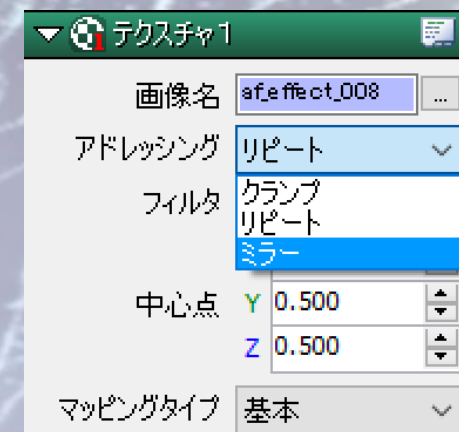 テクスチャ1
画像名 af_effect_008 ...
アドレッシング リピート
フィルタ
クランプ
リピート
ミラー
中心点 Y 0.500
Z 0.500
マッピングタイプ 基本